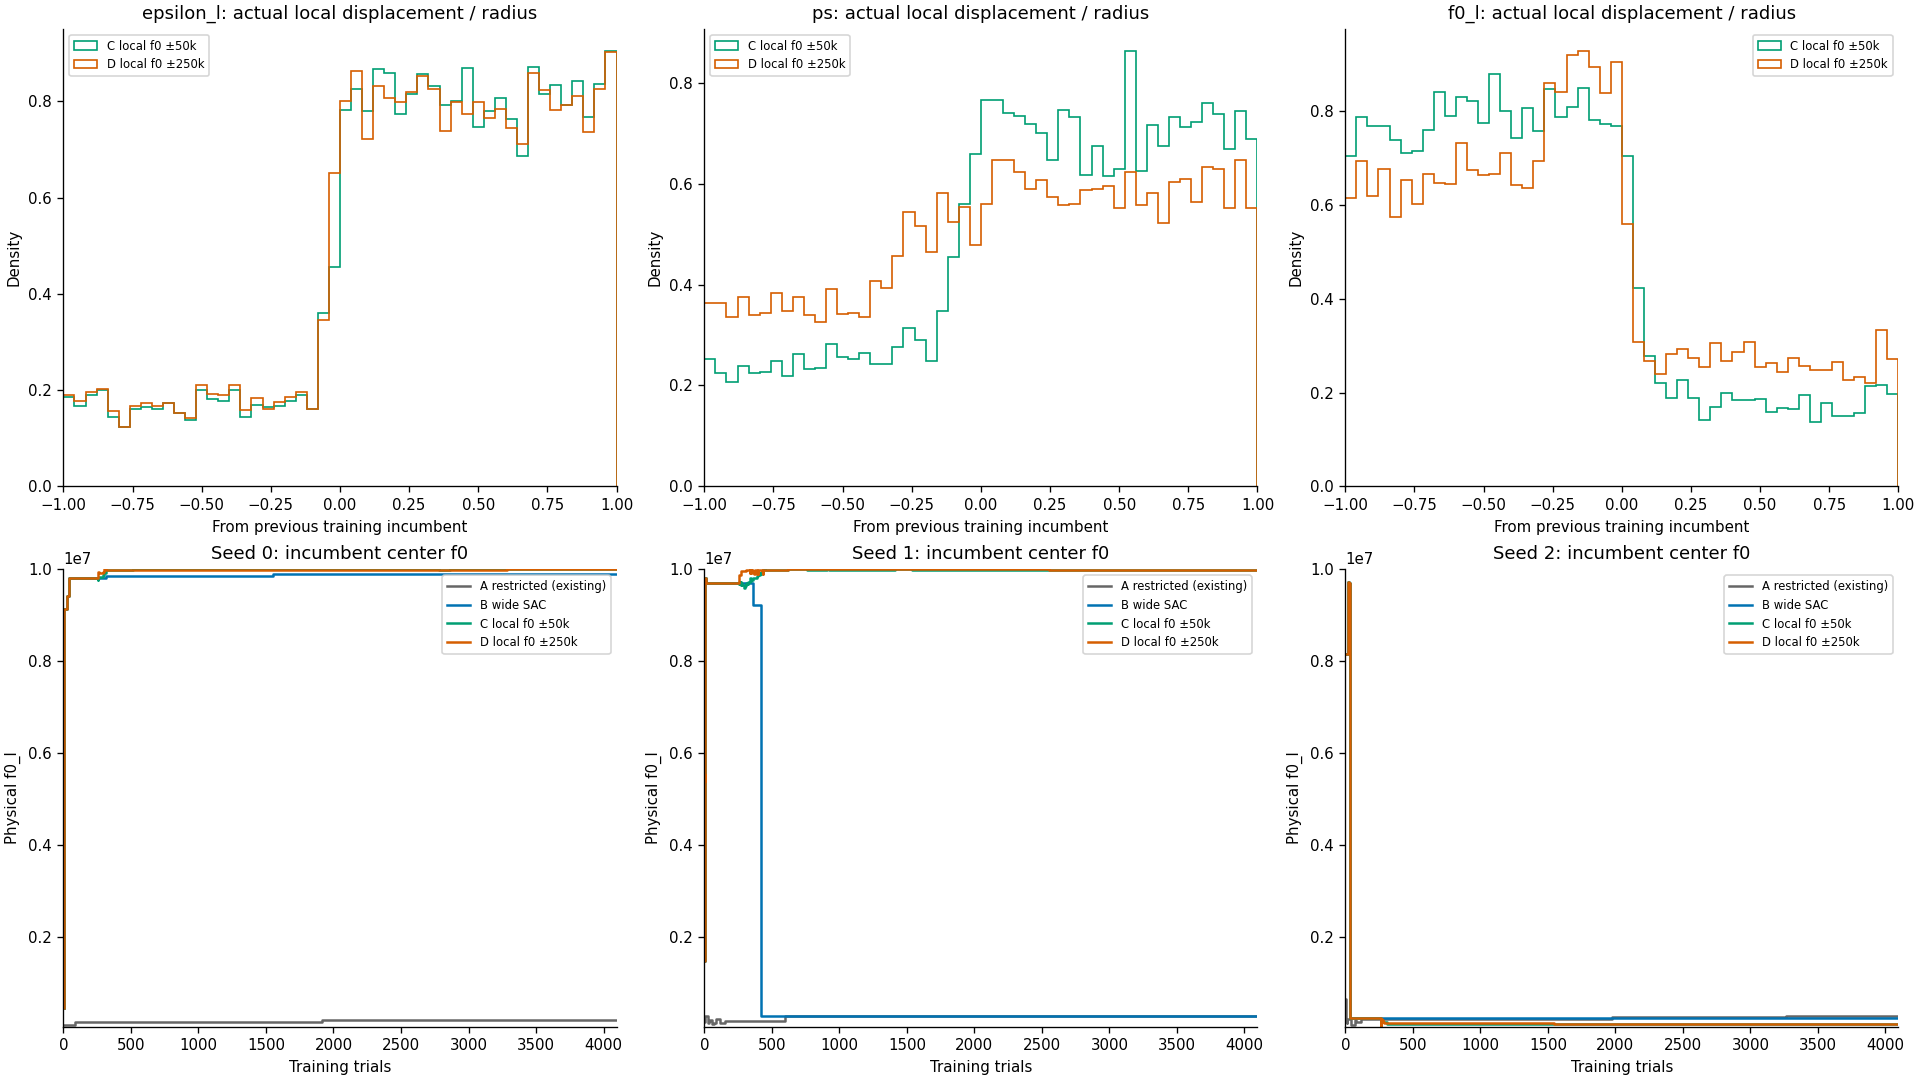 epsilon_l: actual local displacement / radius
C local f0 ±50k
D local f0 ±250k
0.8
0.6
0.4
0.2
0.0
Density
−1.00 −0.75 −0.50 −0.25 0.00 0.25 0.50 0.75 1.00
From previous training incumbent
ps: actual local displacement / radius
C local f0 ±50k
D local f0 ±250k
0.8
0.6
0.4
0.2
0.0
Density
−1.00 −0.75 −0.50 −0.25 0.00 0.25 0.50 0.75 1.00
From previous training incumbent
f0_l: actual local displacement / radius
C local f0 ±50k
D local f0 ±250k
0.8
0.6
0.4
0.2
0.0
Density
−1.00 −0.75 −0.50 −0.25 0.00 0.25 0.50 0.75 1.00
From previous training incumbent
Seed 0: incumbent center f0
1e7
A restricted (existing)
B wide SAC
C local f0 ±50k
D local f0 ±250k
1.0
0.8
0.6
0.4
0.2
Physical f0_l
0 500 1000 1500 2000 2500 3000 3500 4000
Training trials
Seed 1: incumbent center f0
1e7
A restricted (existing)
B wide SAC
C local f0 ±50k
D local f0 ±250k
1.0
0.8
0.6
0.4
0.2
Physical f0_l
0 500 1000 1500 2000 2500 3000 3500 4000
Training trials
Seed 2: incumbent center f0
1e7
A restricted (existing)
B wide SAC
C local f0 ±50k
D local f0 ±250k
1.0
0.8
0.6
0.4
0.2
Physical f0_l
0 500 1000 1500 2000 2500 3000 3500 4000
Training trials